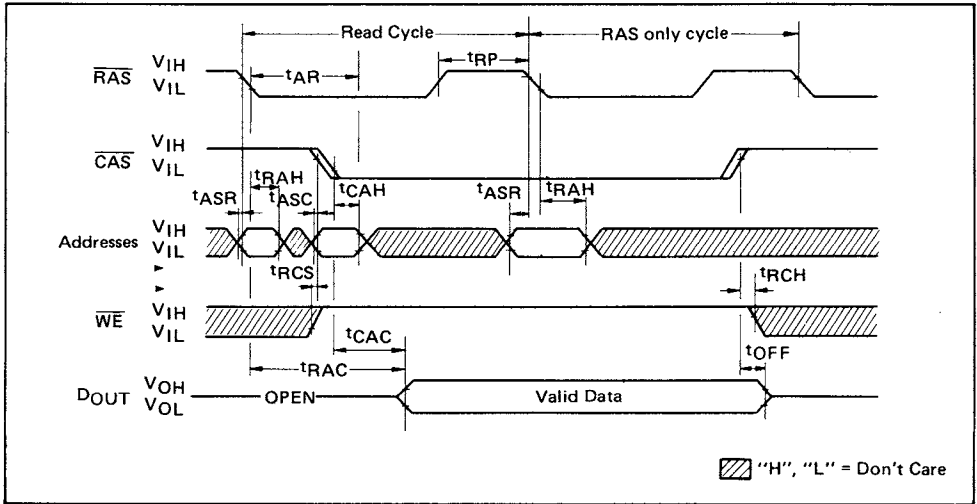 Read Cycle RAS only cycle
RAS VIH tAR tRP
VIL
CAS VIH
VIL
tRAH tCAH tRAH
tASR tASC tASR
Addresses VIH
VIL
tRCS tRCH
WE VIH
VIL
tCAC tOFF
tRAC
DOUT VOH OPEN Valid Data
VOL
"H", "L" = Don't Care